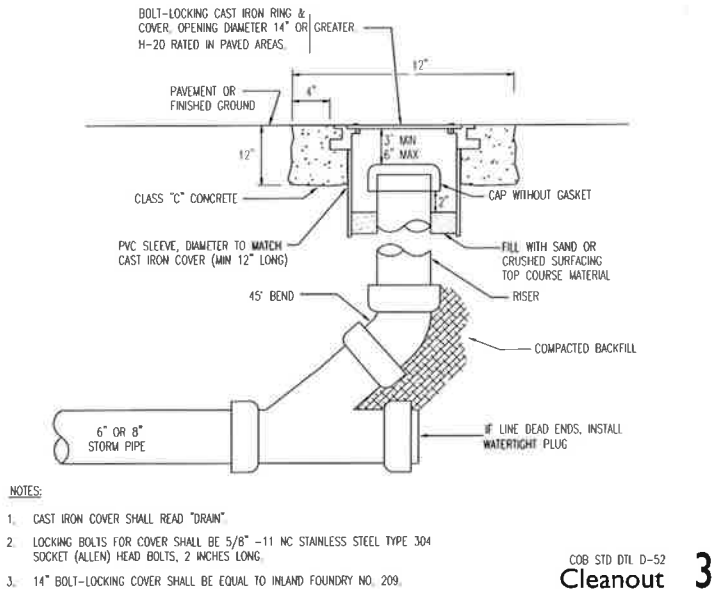 BOLT-LOCKING CAST IRON RING &
COVER, OPENING DIAMETER 14" OR GREATER.
H-20 RATED IN PAVED AREAS.
12"
PAVEMENT OR
FINISHED GROUND
4"
12"
3" MIN
6" MAX
2"
CLASS "C" CONCRETE
CAP WITHOUT GASKET
PVC SLEEVE, DIAMETER TO MATCH
CAST IRON COVER (MIN 12" LONG)
FILL WITH SAND OR
CRUSHED SURFACING
TOP COURSE MATERIAL
45° BEND
RISER
COMPACTED BACKFILL
6" OR 8"
STORM PIPE
IF LINE DEAD ENDS, INSTALL
WATERTIGHT PLUG
NOTES:
1. CAST IRON COVER SHALL READ "DRAIN".
2. LOCKING BOLTS FOR COVER SHALL BE 5/8" -11 NC STAINLESS STEEL TYPE 304
SOCKET (ALLEN) HEAD BOLTS, 2 INCHES LONG.
3. 14" BOLT-LOCKING COVER SHALL BE EQUAL TO INLAND FOUNDRY NO. 209.
COB STD DTL D-52
Cleanout 3